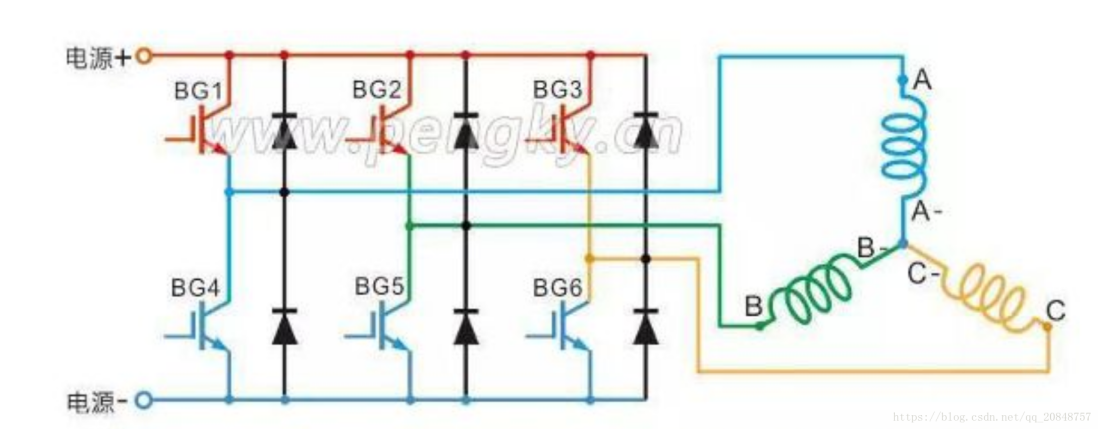 电源+
BG1
BG2
BG3
A
www.pengky.cn
A-
B-
C-
BG4
BG5
BG6
B
C
电源-
https://blog.csdn.net/qq_20848757